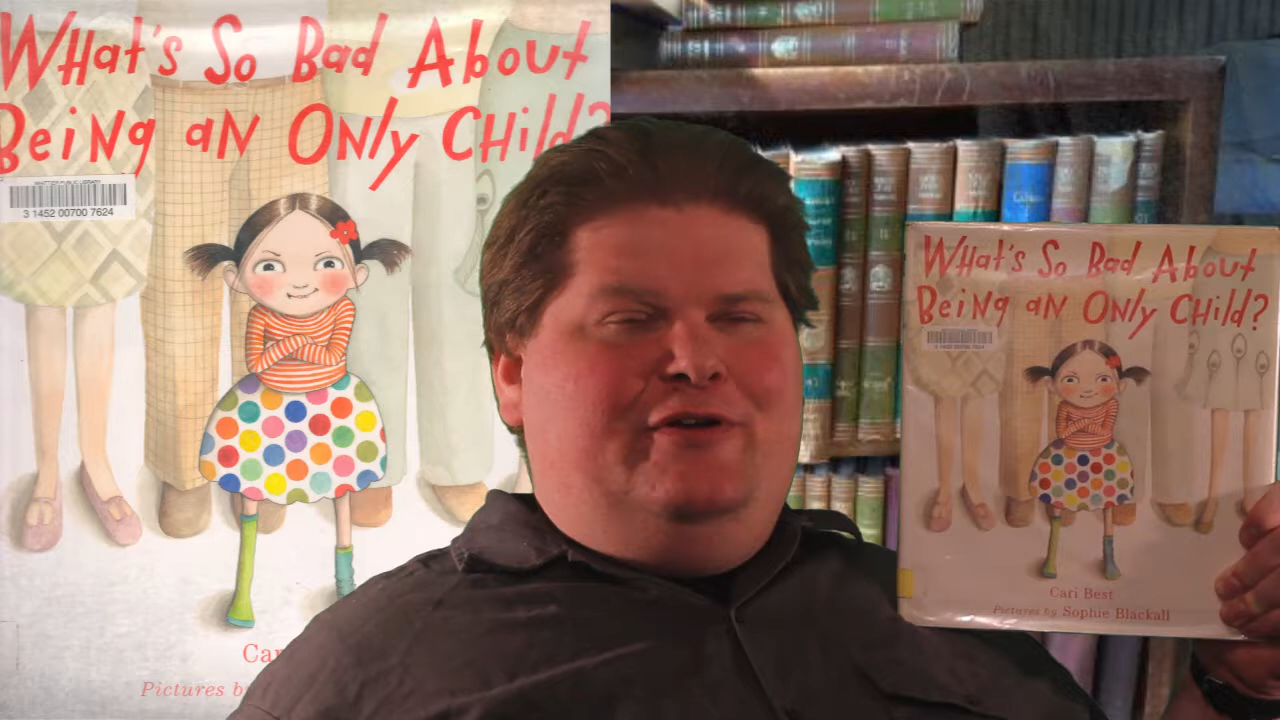 What's So Bad About
Being an Only Child?
3 1452 00700 7624
Car
Pictures by
What's So Bad About
Being an Only Child?
Cari Best
Pictures by Sophie Blackall